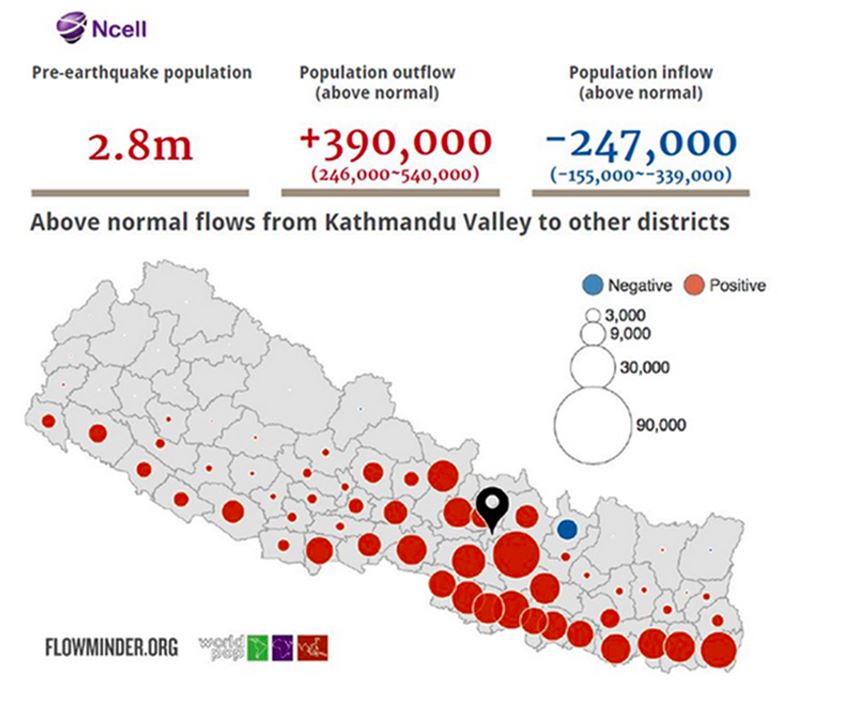 Ncell
Pre-earthquake population
Population outflow
(above normal)
Population inflow
(above normal)
2.8m
+390,000
(246,000~540,000)
−247,000
(-155,000~-339,000)
Above normal flows from Kathmandu Valley to other districts
Negative
Positive
3,000
9,000
30,000
90,000
FLOWMINDER.ORG
world
pop